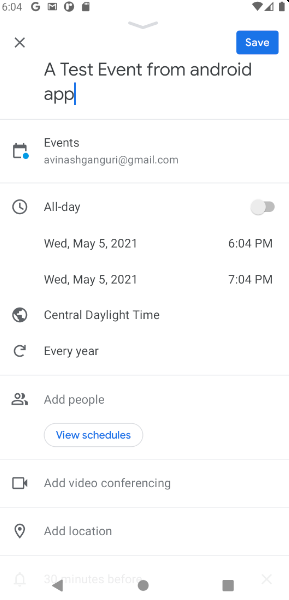 6:04
Save
A Test Event from android
app
Events
avinashganguri@gmail.com
All-day
Wed, May 5, 2021 6:04 PM
Wed, May 5, 2021 7:04 PM
Central Daylight Time
Every year
Add people
View schedules
Add video conferencing
Add location
30 minutes before